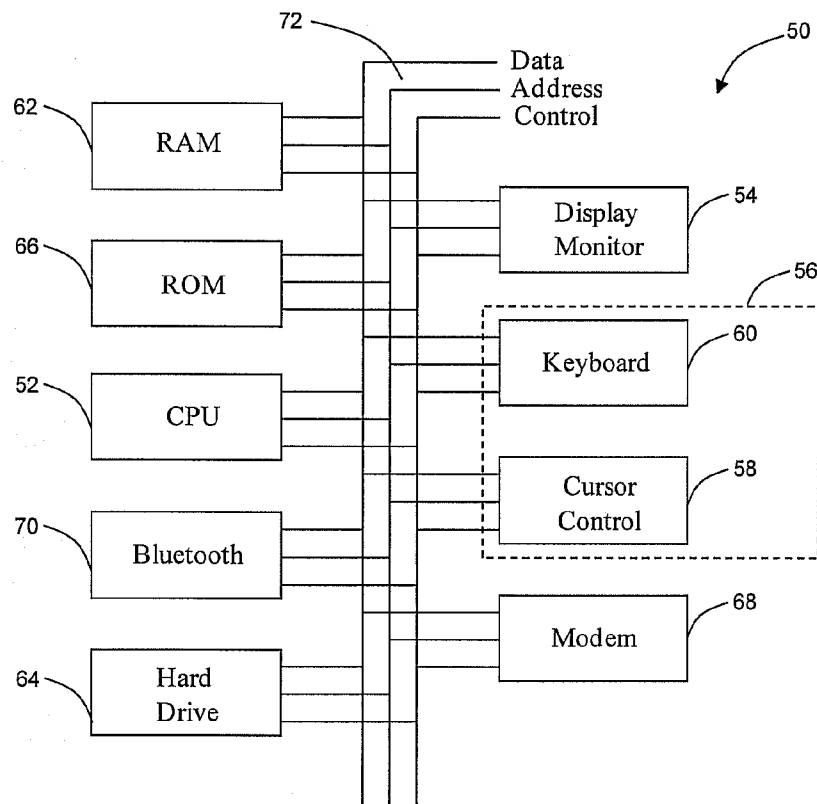 72
50
Data
Address
Control
62
RAM
Display
Monitor
54
66
ROM
56
Keyboard
60
52
CPU
Cursor
Control
58
70
Bluetooth
Modem
68
64
Hard
Drive